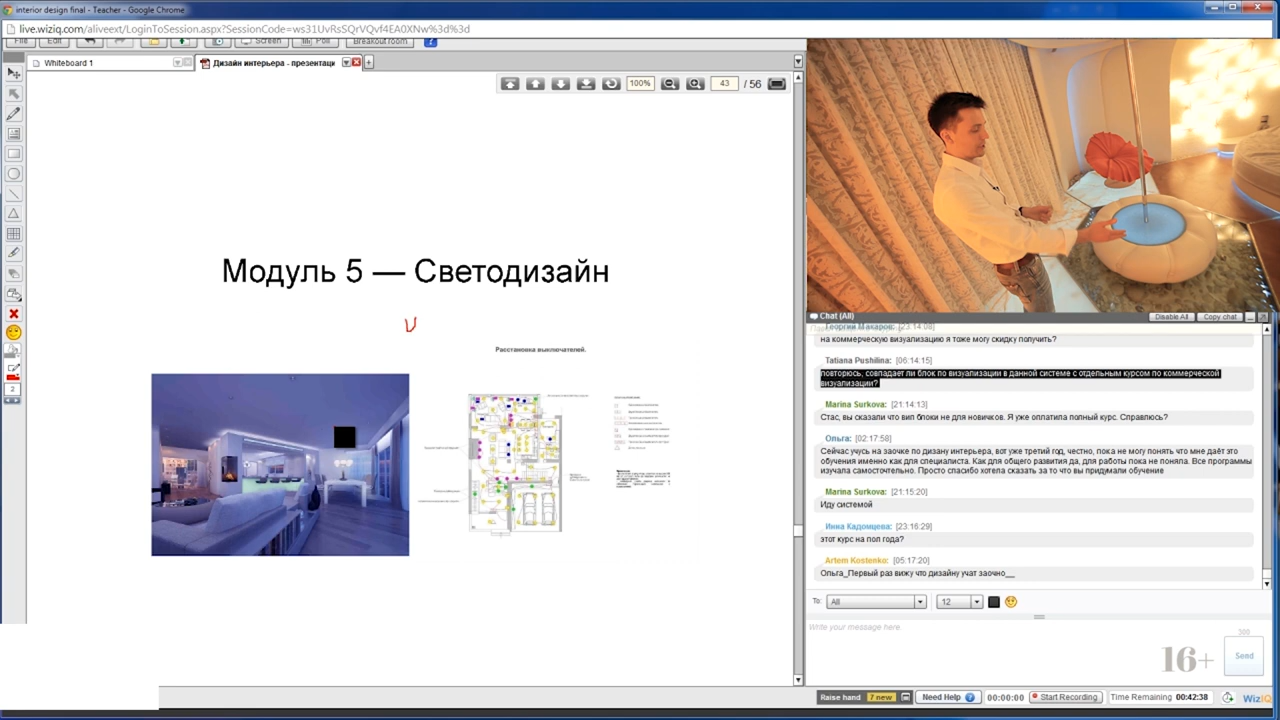 interior design final - Teacher - Google Chrome
live.wiziq.com/aliveext/LoginToSession.aspx?SessionCode=ws31UvRsSQrVQvf4EA0XNw%3d%3d
File Edit Screen Poll Breakout room
Whiteboard 1
Дизайн интерьера - презентаци
100% 43 / 56
Модуль 5 — Светодизайн
Расстановка выключателей.
2
Chat (All) Disable All Copy chat
Георгий Макаров: [23:14:08]
на коммерческую визуализацию я тоже могу скидку получить?
Tatiana Pushilina: [06:14:15]
повторюсь, совпадает ли блок по визуализации в данной системе с отдельным курсом по коммерческой
визуализации?
Marina Surkova: [21:14:13]
Стас, вы сказали что вип блоки не для новичков. Я уже оплатила полный курс. Справлюсь?
Ольга: [02:17:58]
Сейчас учусь на заочке по дизану интерьера, вот уже третий год, честно, пока не могу понять что мне даёт это
обучения именно как для специалиста. Как для общего развития да, для работы пока не поняла. Все программы
изучала самостоятельно. Просто спасибо хотела сказать за то что вы придумали обучение
Marina Surkova: [21:15:20]
Иду системой
Инна Кадомцева: [23:16:29]
этот курс на пол года?
Artem Kostenko: [05:17:20]
Ольга_Первый раз вижу что дизайну учат заочно__
To: All 12
Write your message here.
300
16+
Send
Raise hand 7 new Need Help ? 00:00:00 Start Recording Time Remaining 00:42:38 WizIQ